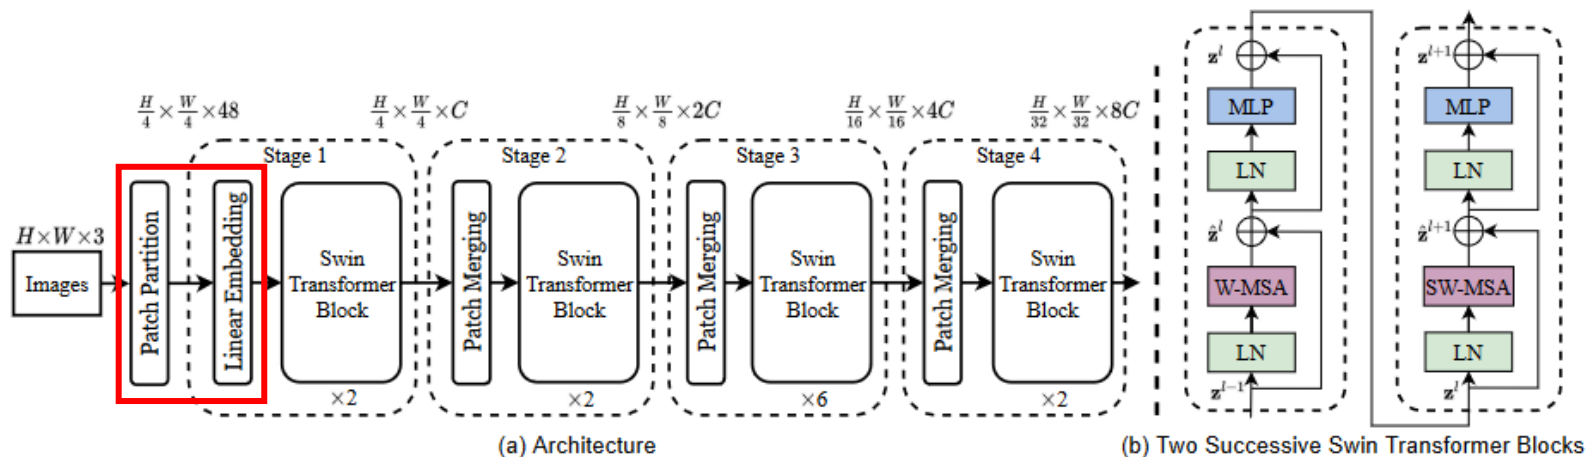 H×W×3
Images
H/4 × W/4 × 48
Patch Partition
Stage 1
Linear Embedding
Swin
Transformer
Block
×2
H/4 × W/4 × C
Stage 2
Patch Merging
Swin
Transformer
Block
×2
H/8 × W/8 × 2C
Stage 3
Patch Merging
Swin
Transformer
Block
×6
H/16 × W/16 × 4C
Stage 4
Patch Merging
Swin
Transformer
Block
×2
H/32 × W/32 × 8C
(a) Architecture
z^l
MLP
LN
ẑ^l
W-MSA
LN
z^{l-1}
z^{l+1}
MLP
LN
ẑ^{l+1}
SW-MSA
LN
z^l
(b) Two Successive Swin Transformer Blocks